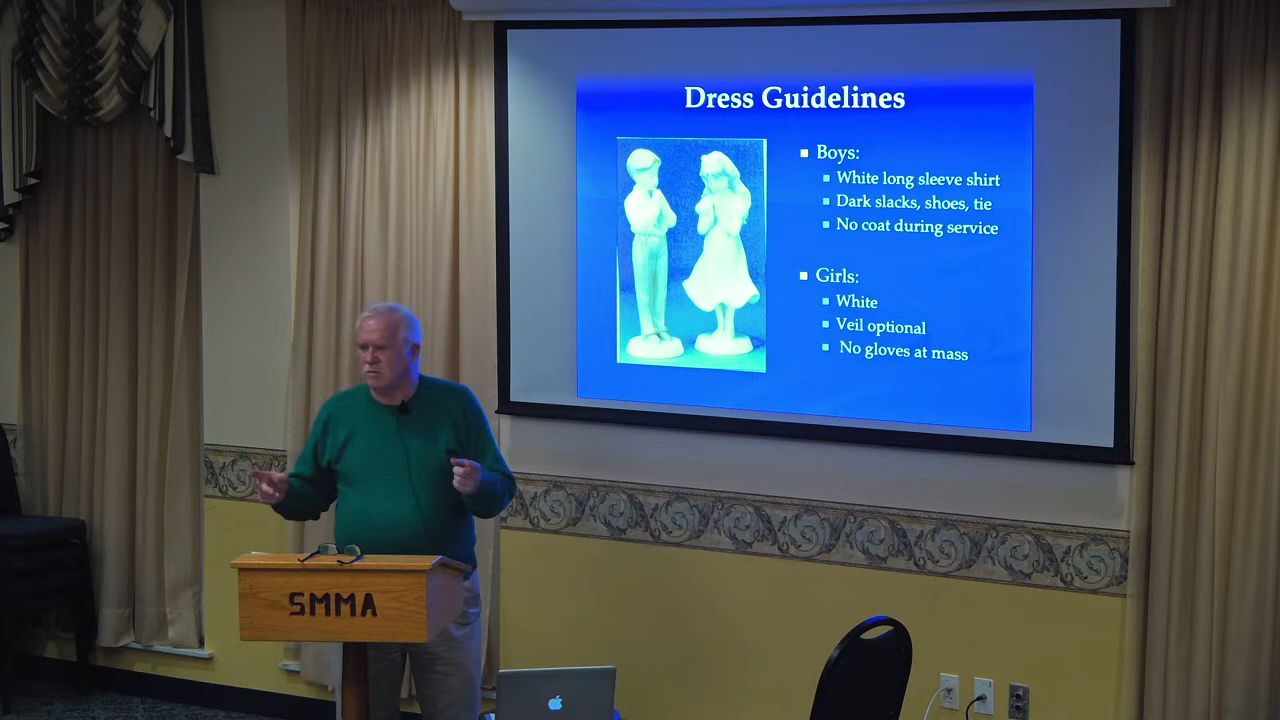 Dress Guidelines
Boys:
White long sleeve shirt
Dark slacks, shoes, tie
No coat during service
Girls:
White
Veil optional
No gloves at mass
SMMA